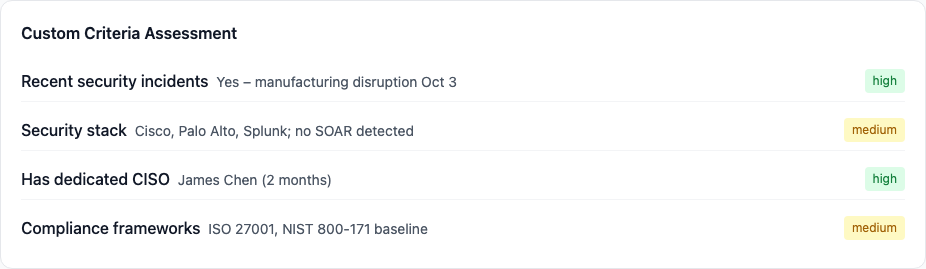 Custom Criteria Assessment
Recent security incidents Yes – manufacturing disruption Oct 3 high
Security stack Cisco, Palo Alto, Splunk; no SOAR detected medium
Has dedicated CISO James Chen (2 months) high
Compliance frameworks ISO 27001, NIST 800-171 baseline medium